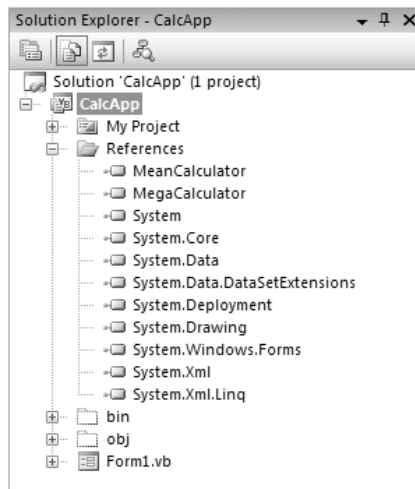 Solution Explorer - CalcApp
Solution 'CalcApp' (1 project)
CalcApp
My Project
References
MeanCalculator
MegaCalculator
System
System.Core
System.Data
System.Data.DataSetExtensions
System.Deployment
System.Drawing
System.Windows.Forms
System.Xml
System.Xml.Linq
bin
obj
Form1.vb